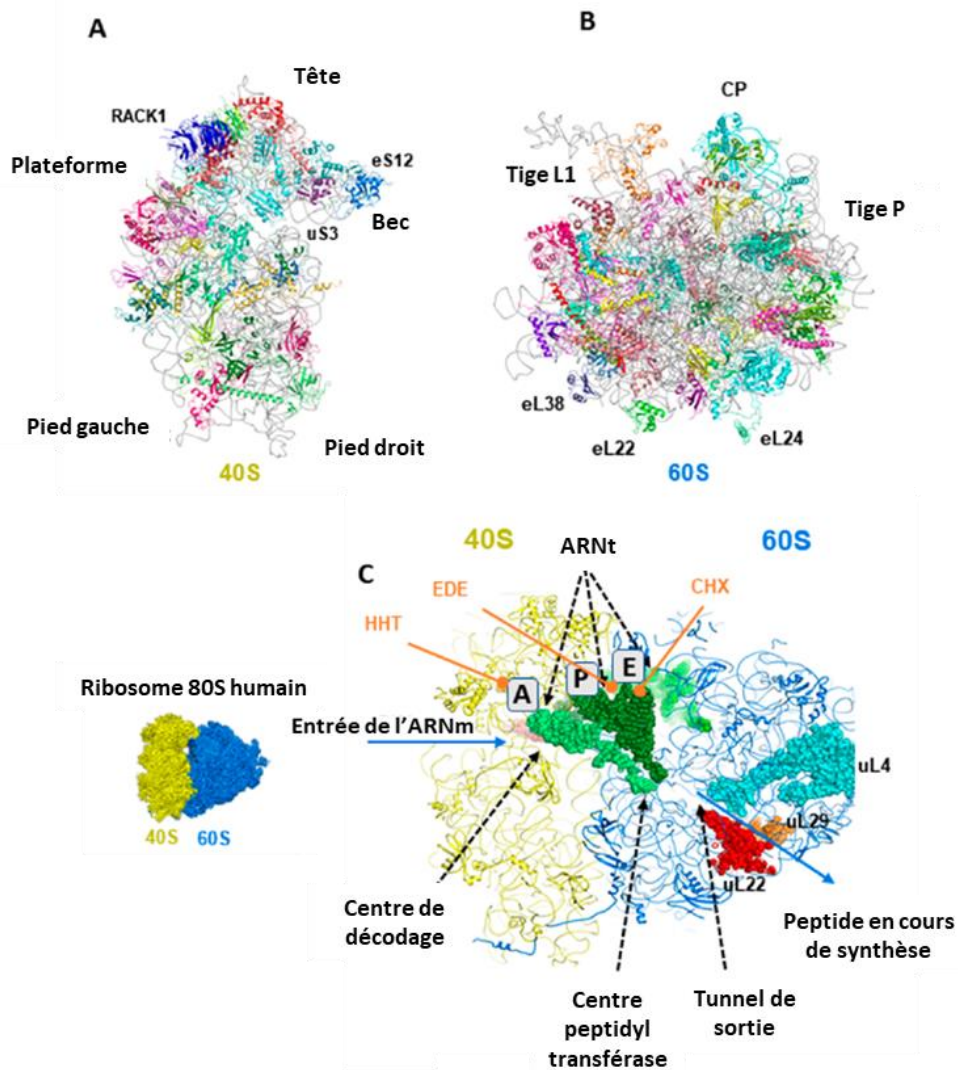 A
Tête
RACK1
Plateforme
eS12
Bec
uS3
Pied gauche
Pied droit
40S
B
CP
Tige L1
Tige P
eL38
eL22
eL24
60S
40S
ARNt
60S
C
EDE
CHX
HHT
E
P
A
Ribosome 80S humain
Entrée de l'ARNm
40S 60S
uL4
uL29
uL22
Centre de
décodage
Peptide en cours
de synthèse
Centre
peptidyl
transférase
Tunnel de
sortie